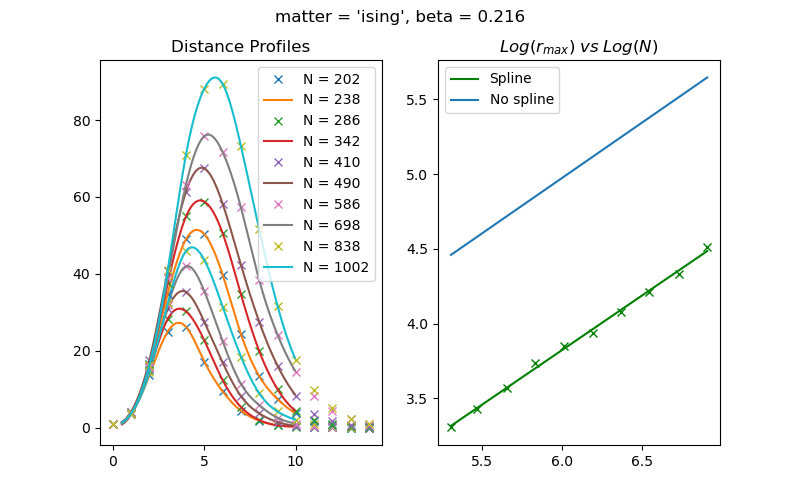 matter = 'ising', beta = 0.216
Distance Profiles
N = 202
N = 238
N = 286
N = 342
N = 410
N = 490
N = 586
N = 698
N = 838
N = 1002
80
60
40
20
0
0 5 10
Log(r_max) vs Log(N)
Spline
No spline
5.5
5.0
4.5
4.0
3.5
5.5 6.0 6.5